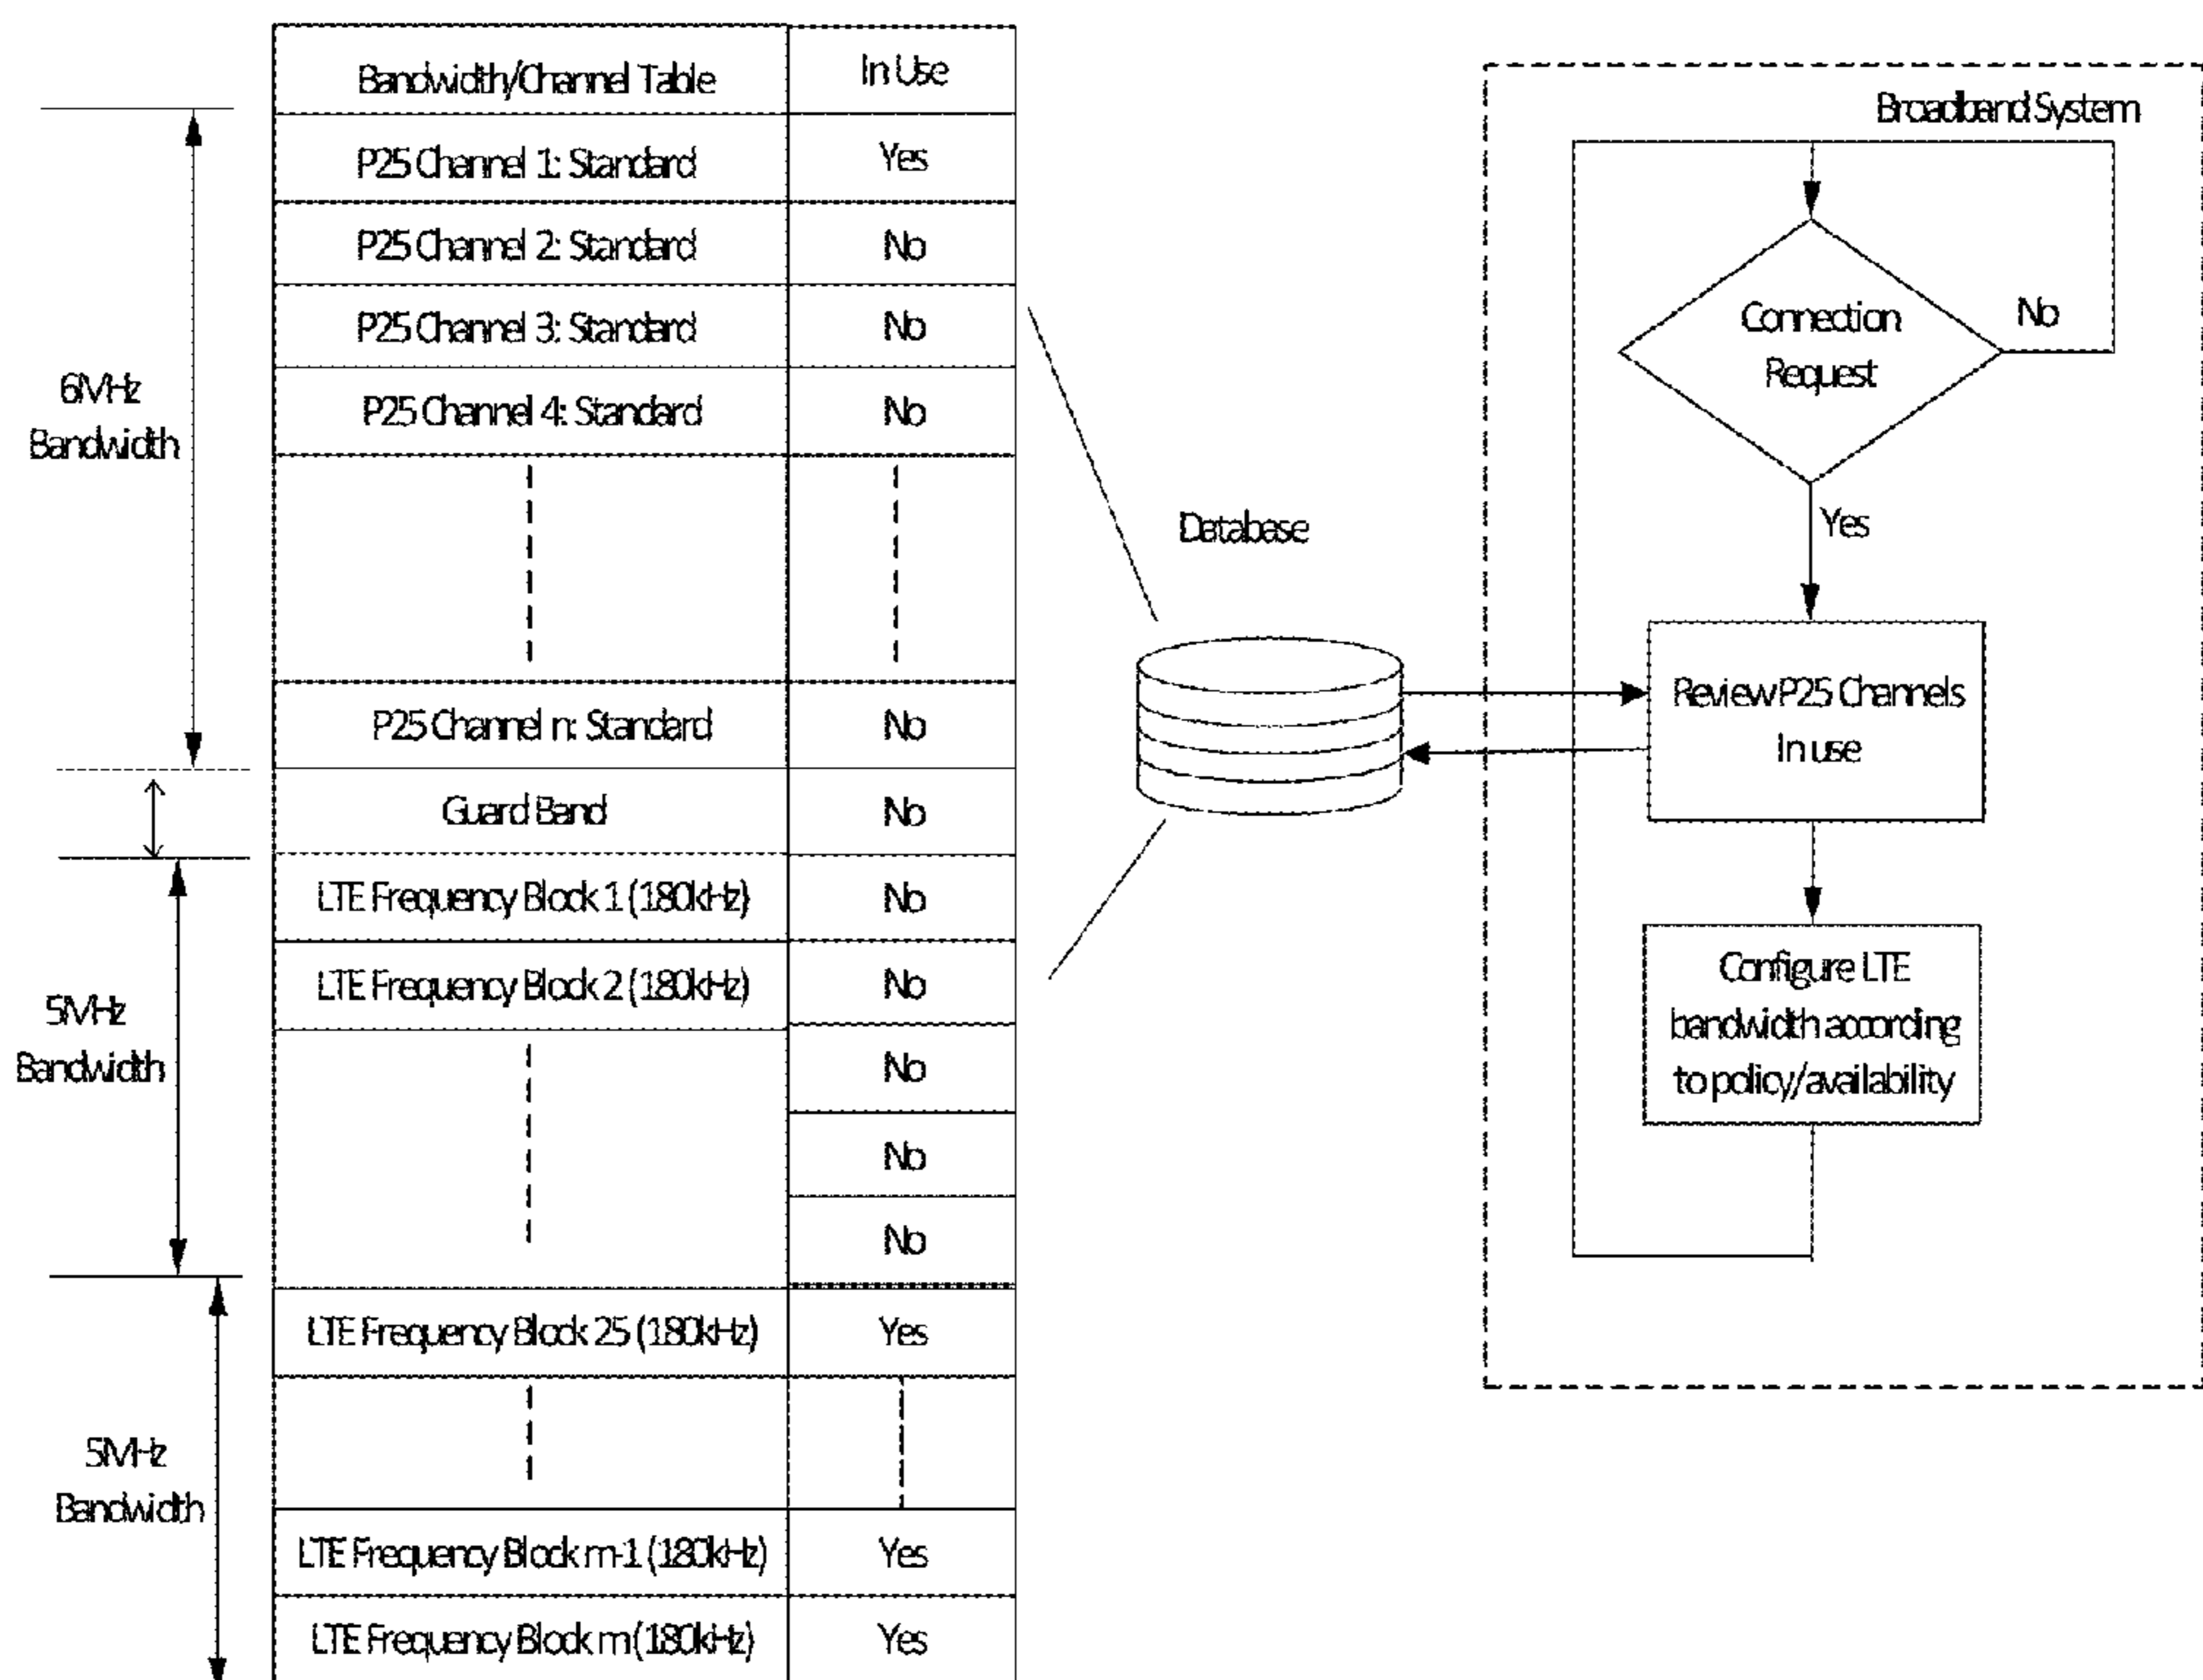 Bandwidth/Channel Table In Use
P25 Channel 1: Standard Yes
P25 Channel 2: Standard No
P25 Channel 3: Standard No
P25 Channel 4: Standard No
P25 Channel n: Standard No
Guard Band No
LTE Frequency Block 1 (180kHz) No
LTE Frequency Block 2 (180kHz) No
No
No
No
LTE Frequency Block 25 (180kHz) Yes
LTE Frequency Block m-1 (180kHz) Yes
LTE Frequency Block m (180kHz) Yes
6MHz
Bandwidth
5MHz
Bandwidth
5MHz
Bandwidth
Database
Broadband System
Connection
Request
No
Yes
Review P25 Channels
In use
Configure LTE
bandwidth according
to policy/availability